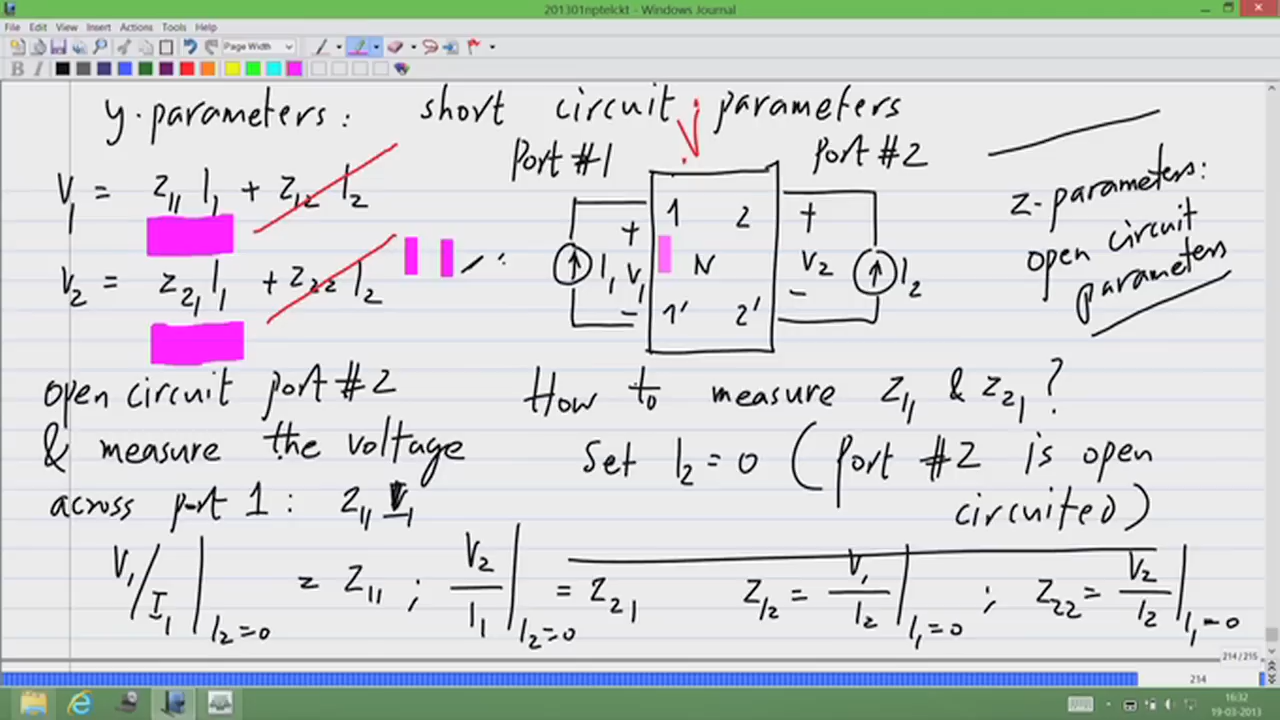 201301nptelckt - Windows Journal
File Edit View Insert Actions Tools Help
Page Width
B I
y-parameters: short circuit parameters
Port #1 Port #2
V1 = Z11 I1 + Z12 I2
V2 = Z21 I1 + Z22 I2
1 2
+ +
I1 V1 N V2 I2
- -
1' 2'
z-parameters:
open circuit
parameters
open circuit port #2
& measure the voltage
across port 1: Z11 I1
How to measure Z11 & Z21?
Set I2 = 0 (port #2 is open
circuited)
V1/I1 | I2=0 = Z11 ; V2/I1 | I2=0 = Z21
Z12 = V1/I2 | I1=0 ; Z22 = V2/I2 | I1=0
214/215
214
16:32
19-03-2013